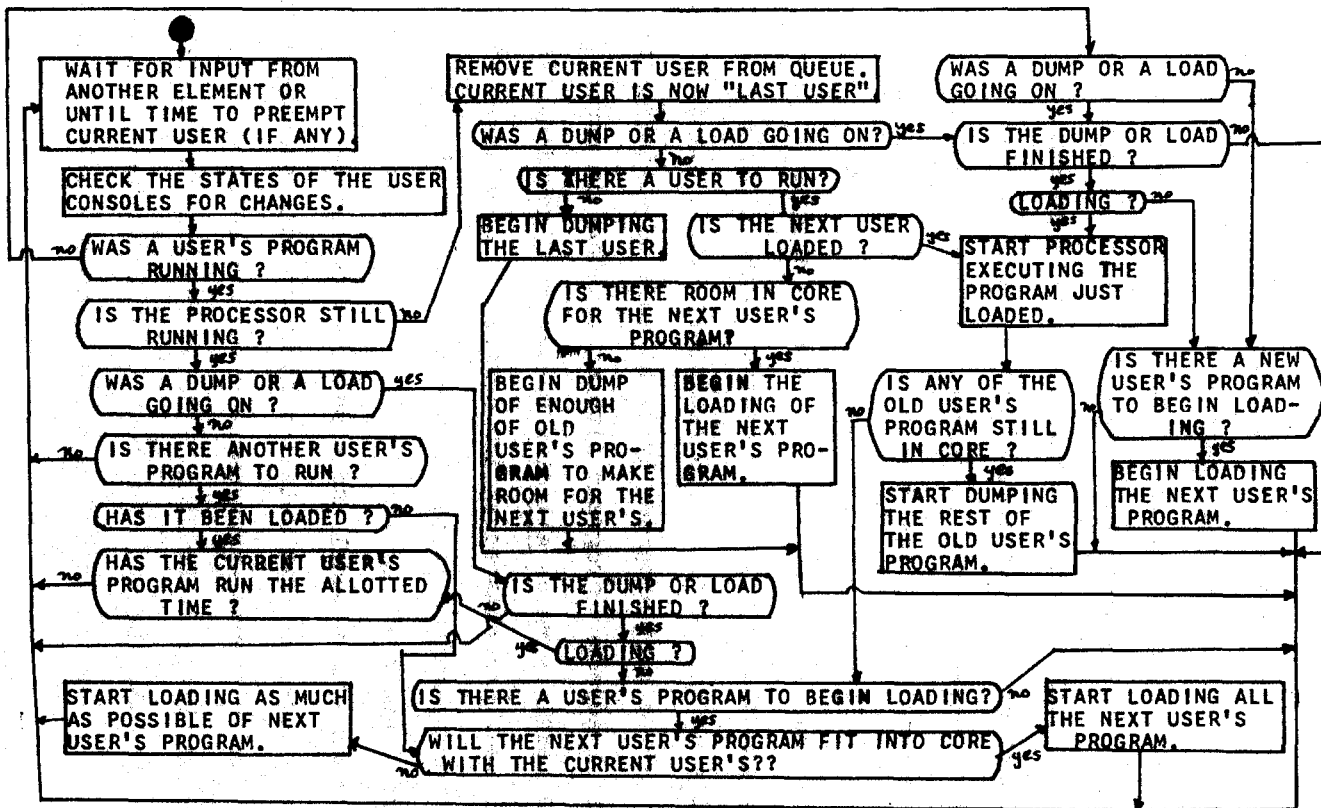 WAIT FOR INPUT FROM
ANOTHER ELEMENT OR
UNTIL TIME TO PREEMPT
CURRENT USER (IF ANY).
CHECK THE STATES OF THE USER
CONSOLES FOR CHANGES.
no
WAS A USER'S PROGRAM
RUNNING ?
yes
IS THE PROCESSOR STILL
RUNNING ?
no
yes
WAS A DUMP OR A LOAD
GOING ON ?
yes
no
IS THERE ANOTHER USER'S
PROGRAM TO RUN ?
no
yes
HAS IT BEEN LOADED ?
no
yes
HAS THE CURRENT USER'S
PROGRAM RUN THE ALLOTTED
TIME ?
no
START LOADING AS MUCH
AS POSSIBLE OF NEXT
USER'S PROGRAM.
REMOVE CURRENT USER FROM QUEUE.
CURRENT USER IS NOW "LAST USER".
WAS A DUMP OR A LOAD GOING ON?
yes
no
IS THERE A USER TO RUN?
no
yes
BEGIN DUMPING
THE LAST USER.
IS THE NEXT USER
LOADED ?
yes
no
IS THERE ROOM IN CORE
FOR THE NEXT USER'S
PROGRAM?
no
yes
BEGIN DUMP
OF ENOUGH
OF OLD
USER'S PRO-
GRAM TO MAKE
ROOM FOR THE
NEXT USER'S.
BEGIN THE
LOADING OF
THE NEXT
USER'S PRO-
GRAM.
IS THE DUMP OR LOAD
FINISHED ?
no
yes
LOADING ?
yes
no
IS THERE A USER'S PROGRAM TO BEGIN LOADING?
no
yes
WILL THE NEXT USER'S PROGRAM FIT INTO CORE
WITH THE CURRENT USER'S??
no
yes
START LOADING ALL
THE NEXT USER'S
PROGRAM.
WAS A DUMP OR A LOAD
GOING ON ?
no
yes
IS THE DUMP OR LOAD
FINISHED ?
no
yes
LOADING ?
no
yes
START PROCESSOR
EXECUTING THE
PROGRAM JUST
LOADED.
IS ANY OF THE
OLD USER'S
PROGRAM STILL
IN CORE ?
no
yes
START DUMPING
THE REST OF
THE OLD USER'S
PROGRAM.
IS THERE A NEW
USER'S PROGRAM
TO BEGIN LOAD-
ING ?
no
yes
BEGIN LOADING
THE NEXT USER'S
PROGRAM.